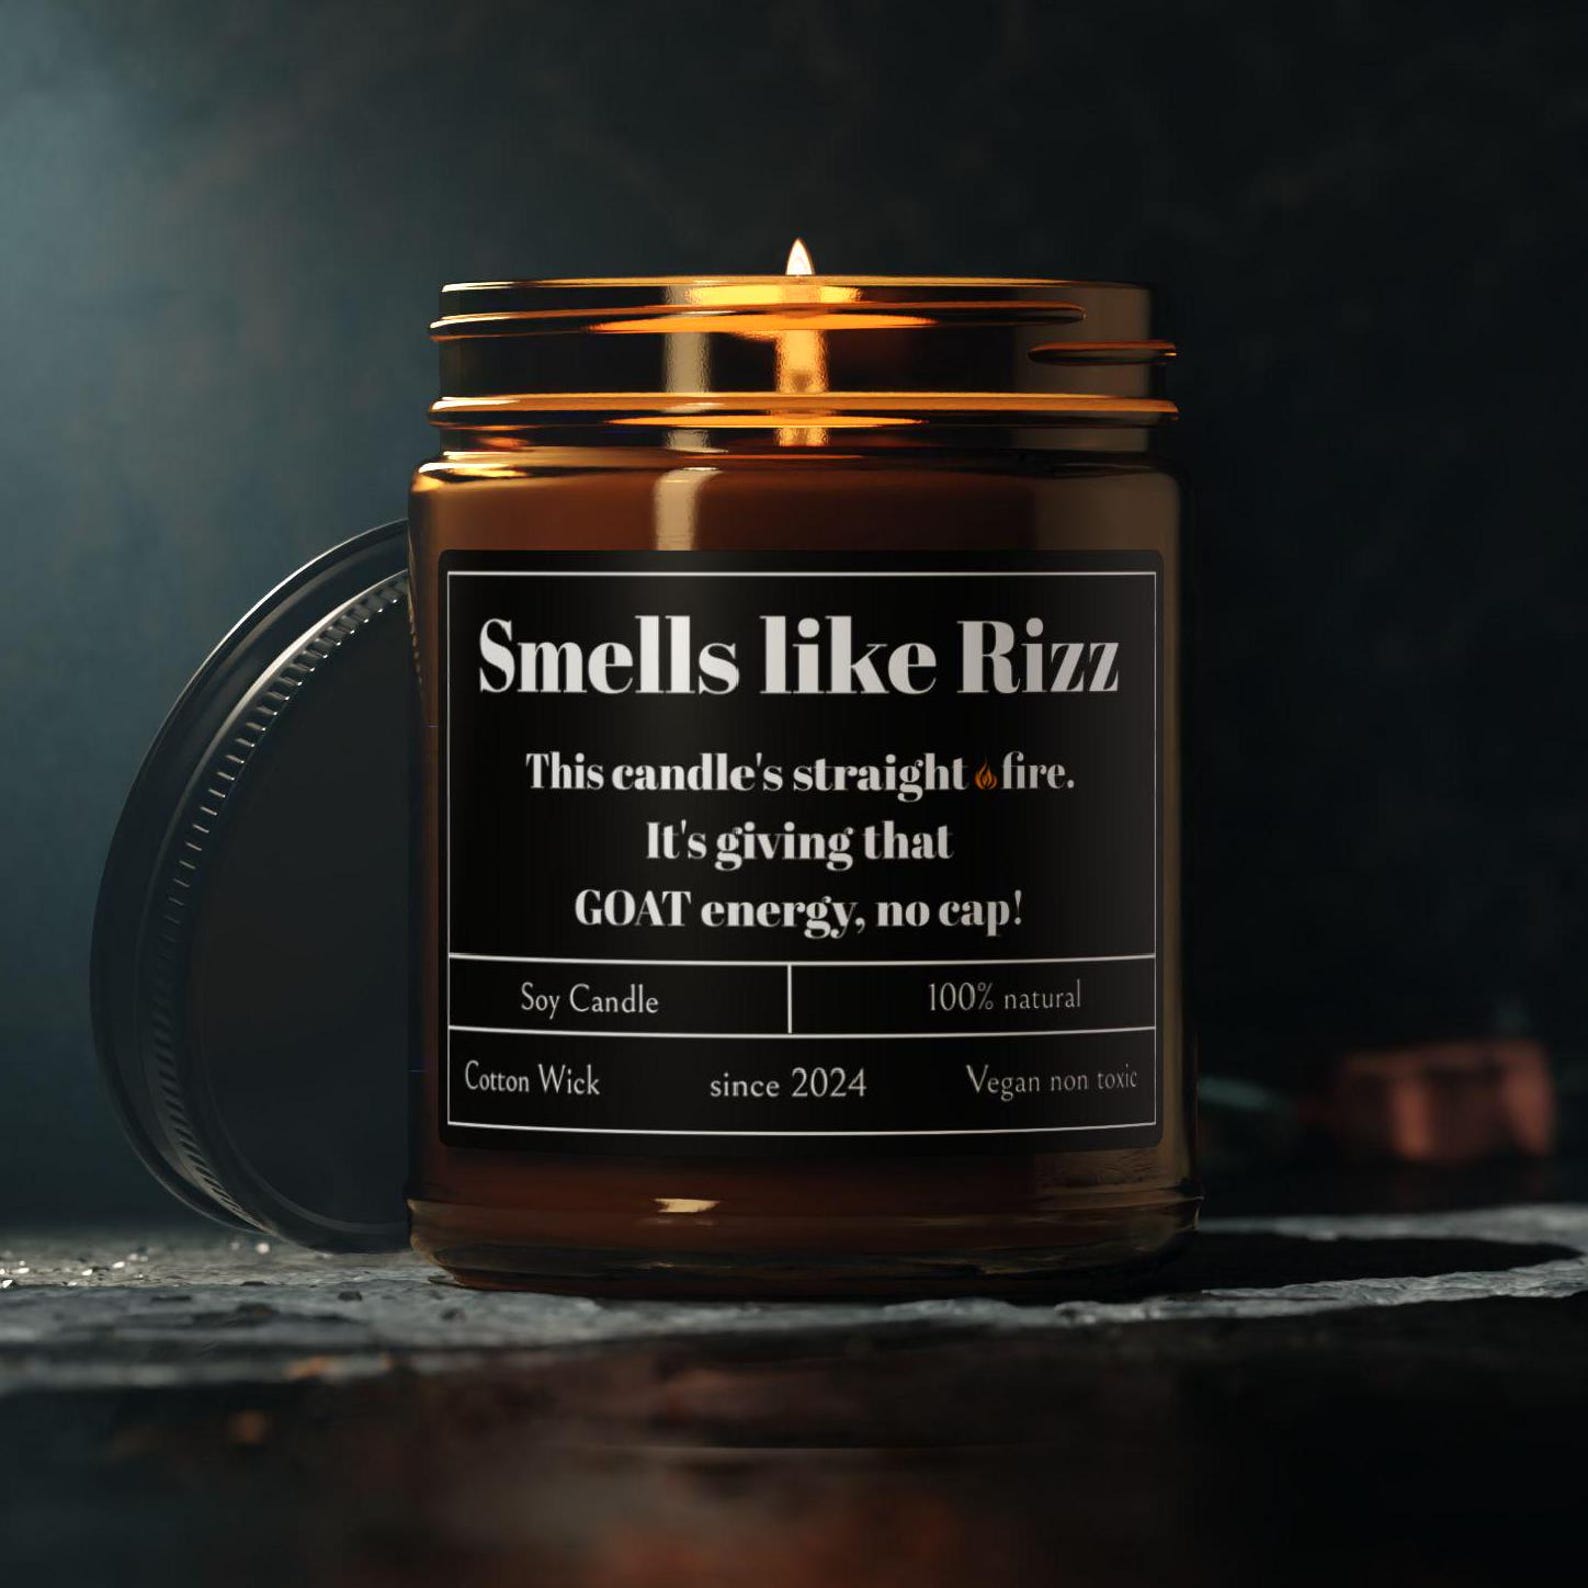 Smells like Rizz
This candle's straight 🔥 fire.
It's giving that
GOAT energy, no cap!
Soy Candle
100% natural
Cotton Wick
since 2024
Vegan non toxic